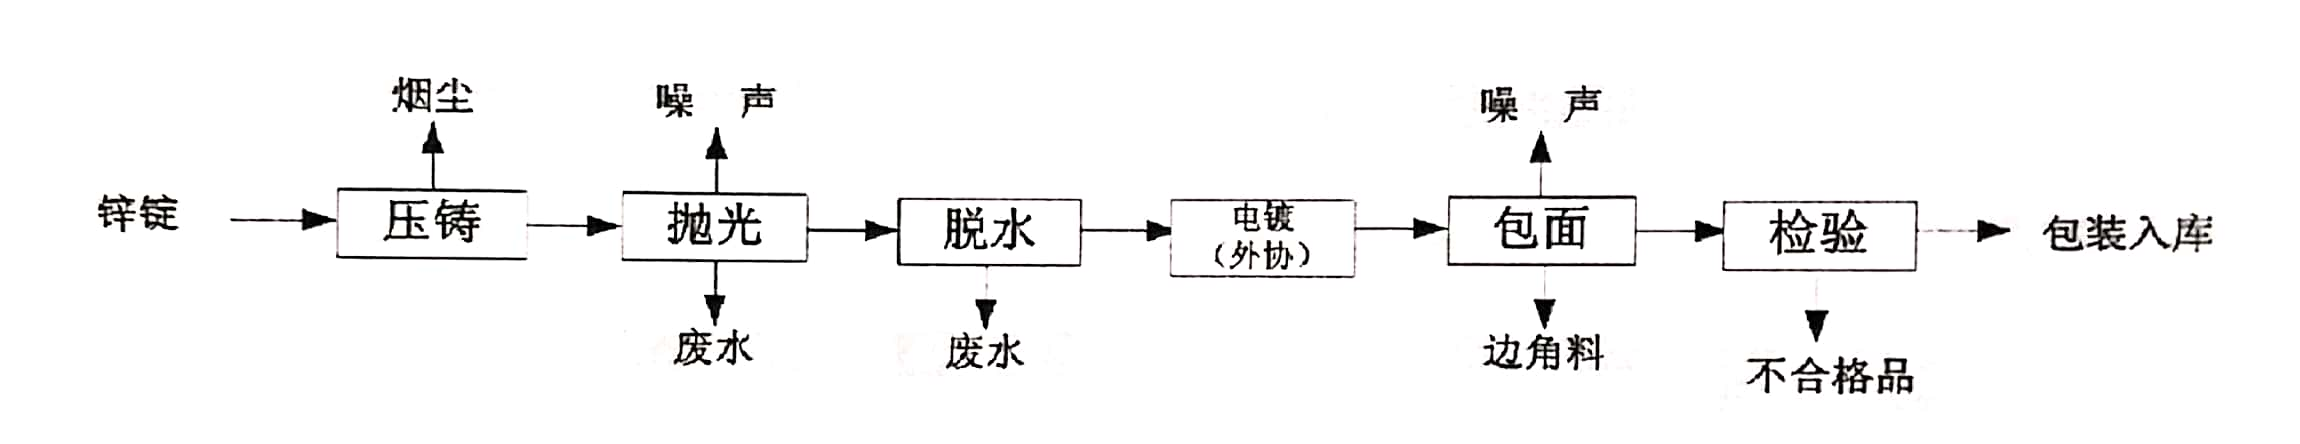 烟尘
噪 声
噪 声
锌锭
压铸
抛光
脱水
电镀
（外协）
包面
检验
包装入库
废水
废水
边角料
不合格品